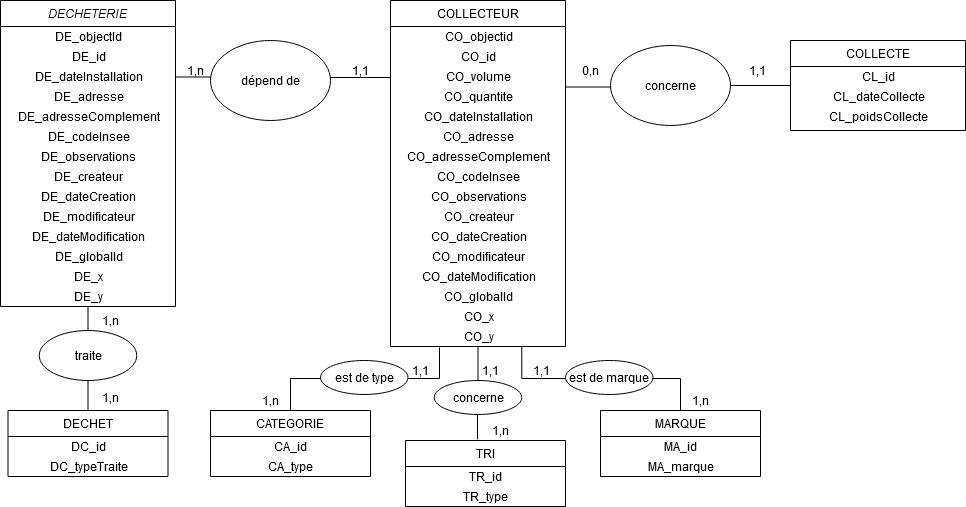 DECHETERIE
DE_objectId
DE_id
DE_dateInstallation
DE_adresse
DE_adresseComplement
DE_codeInsee
DE_observations
DE_createur
DE_dateCreation
DE_modificateur
DE_dateModification
DE_globalId
DE_x
DE_y
1,n
dépend de
1,1
COLLECTEUR
CO_objectid
CO_id
CO_volume
CO_quantite
CO_dateInstallation
CO_adresse
CO_adresseComplement
CO_codeInsee
CO_observations
CO_createur
CO_dateCreation
CO_modificateur
CO_dateModification
CO_globalId
CO_x
CO_y
0,n
concerne
1,1
COLLECTE
CL_id
CL_dateCollecte
CL_poidsCollecte
1,n
traite
1,n
DECHET
DC_id
DC_typeTraite
1,1
est de type
1,n
CATEGORIE
CA_id
CA_type
1,1
concerne
1,n
TRI
TR_id
TR_type
1,1
est de marque
1,n
MARQUE
MA_id
MA_marque